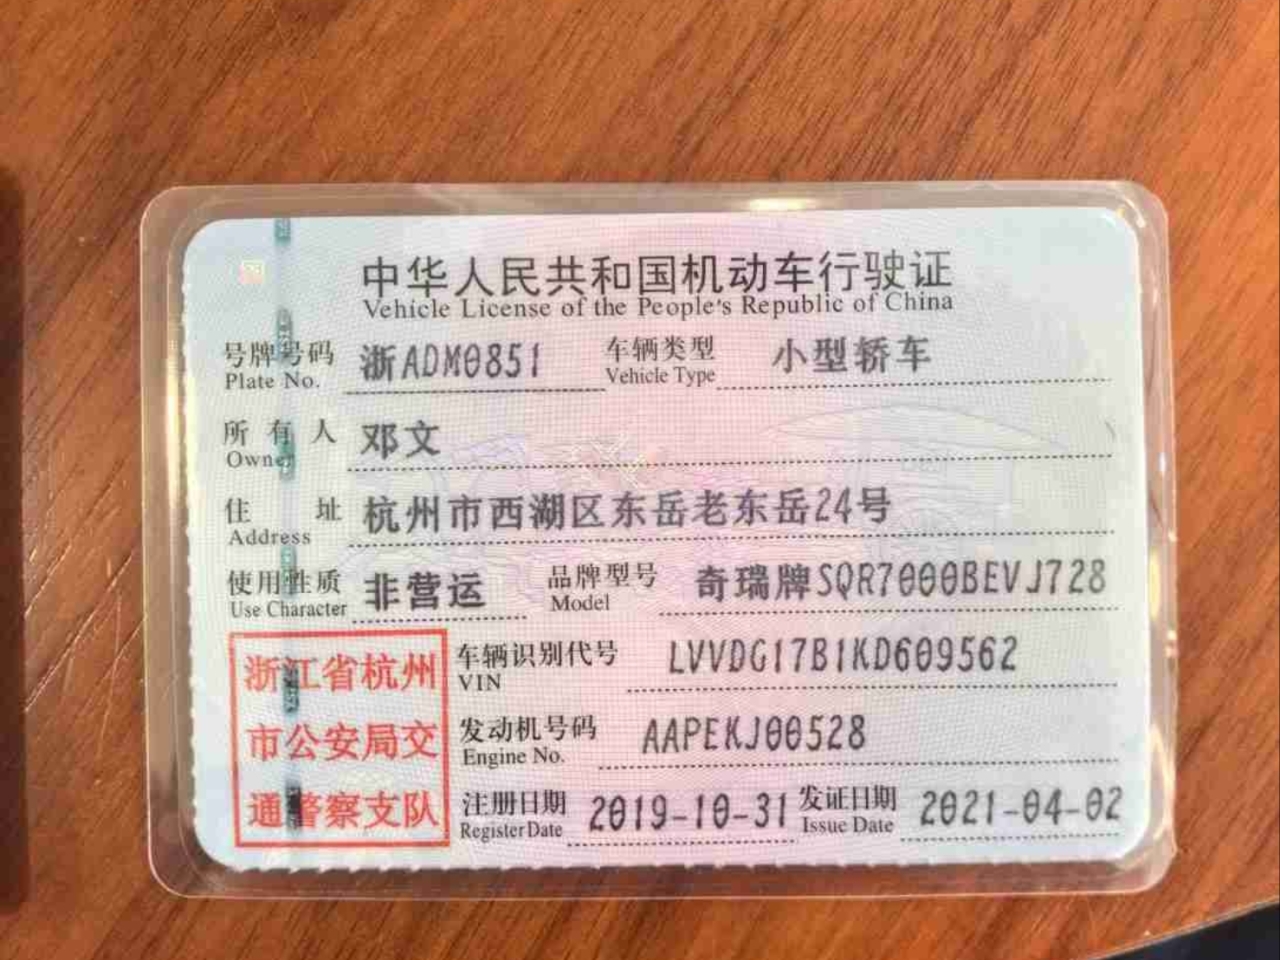 中华人民共和国机动车行驶证
Vehicle License of the People's Republic of China
号牌号码 浙ADM0851 车辆类型 小型轿车
Plate No. Vehicle Type
所有人 邓文
Owner
住址 杭州市西湖区东岳老东岳24号
Address
使用性质 非营运 品牌型号 奇瑞牌SQR7000BEVJ728
Use Character Model
浙江省杭州
市公安局交
通警察支队
车辆识别代号 LVVDG17B1KD609562
VIN
发动机号码 AAPEKJ00528
Engine No.
注册日期 2019-10-31 发证日期 2021-04-02
Register Date Issue Date